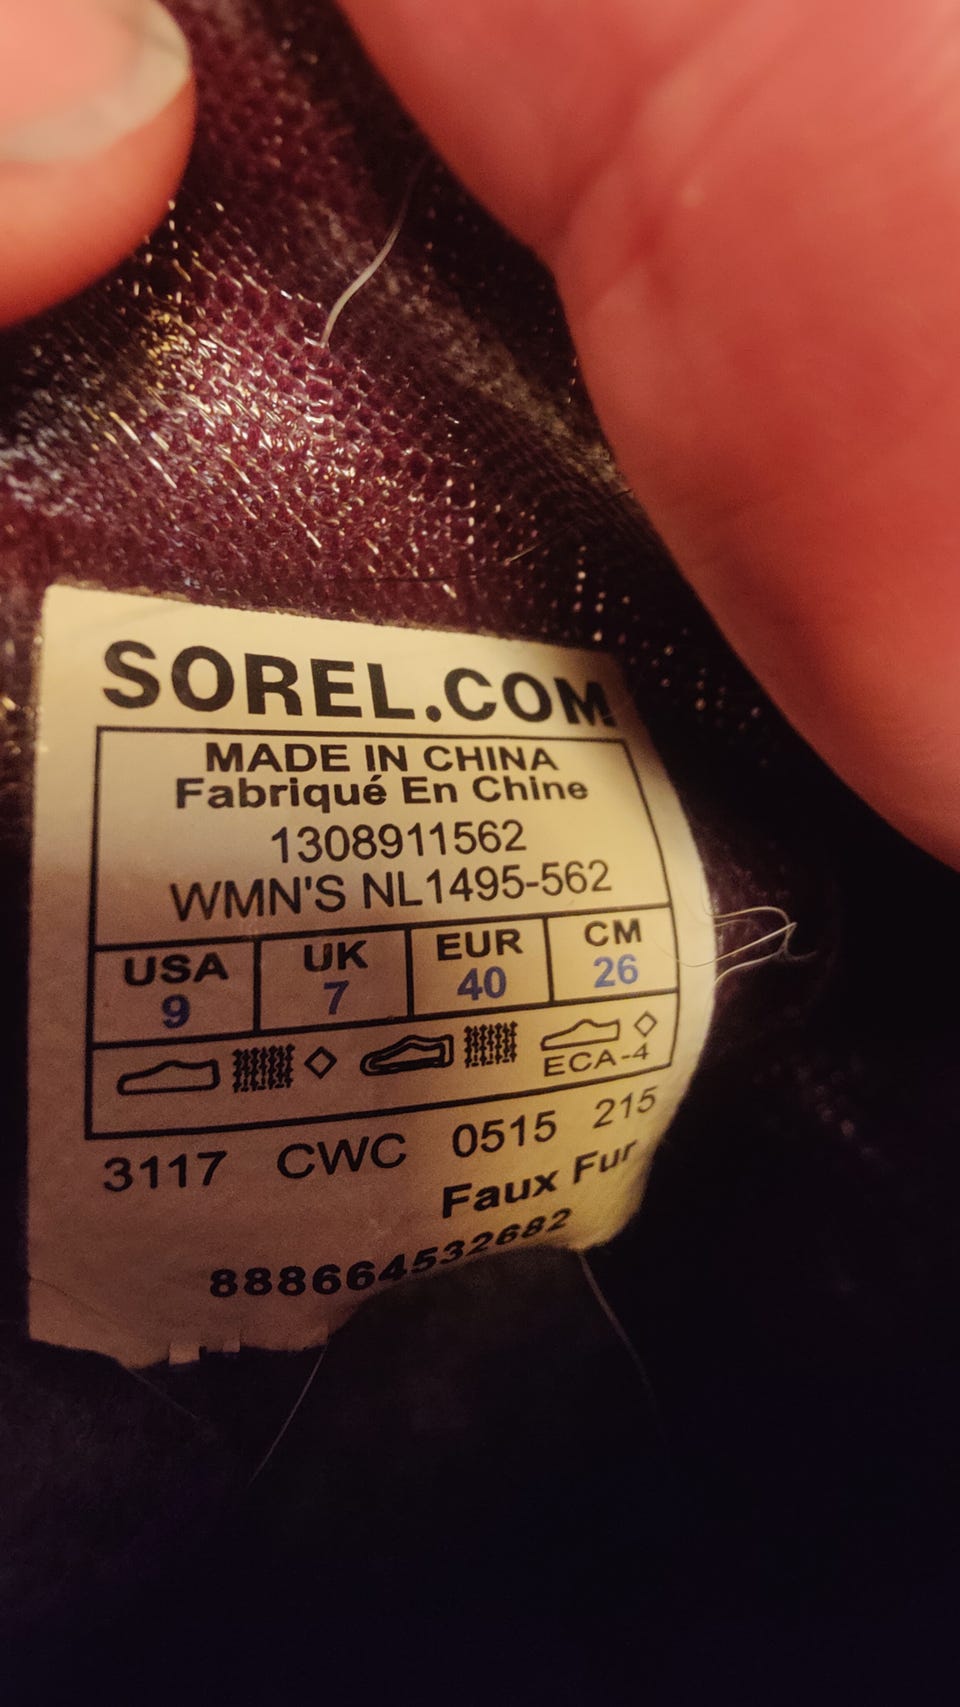 SOREL.COM
MADE IN CHINA
Fabriqué En Chine
1308911562
WMN'S NL1495-562
USA UK EUR CM
9 7 40 26
ECA-4
3117 CWC 0515 215
Faux Fur
888664532682